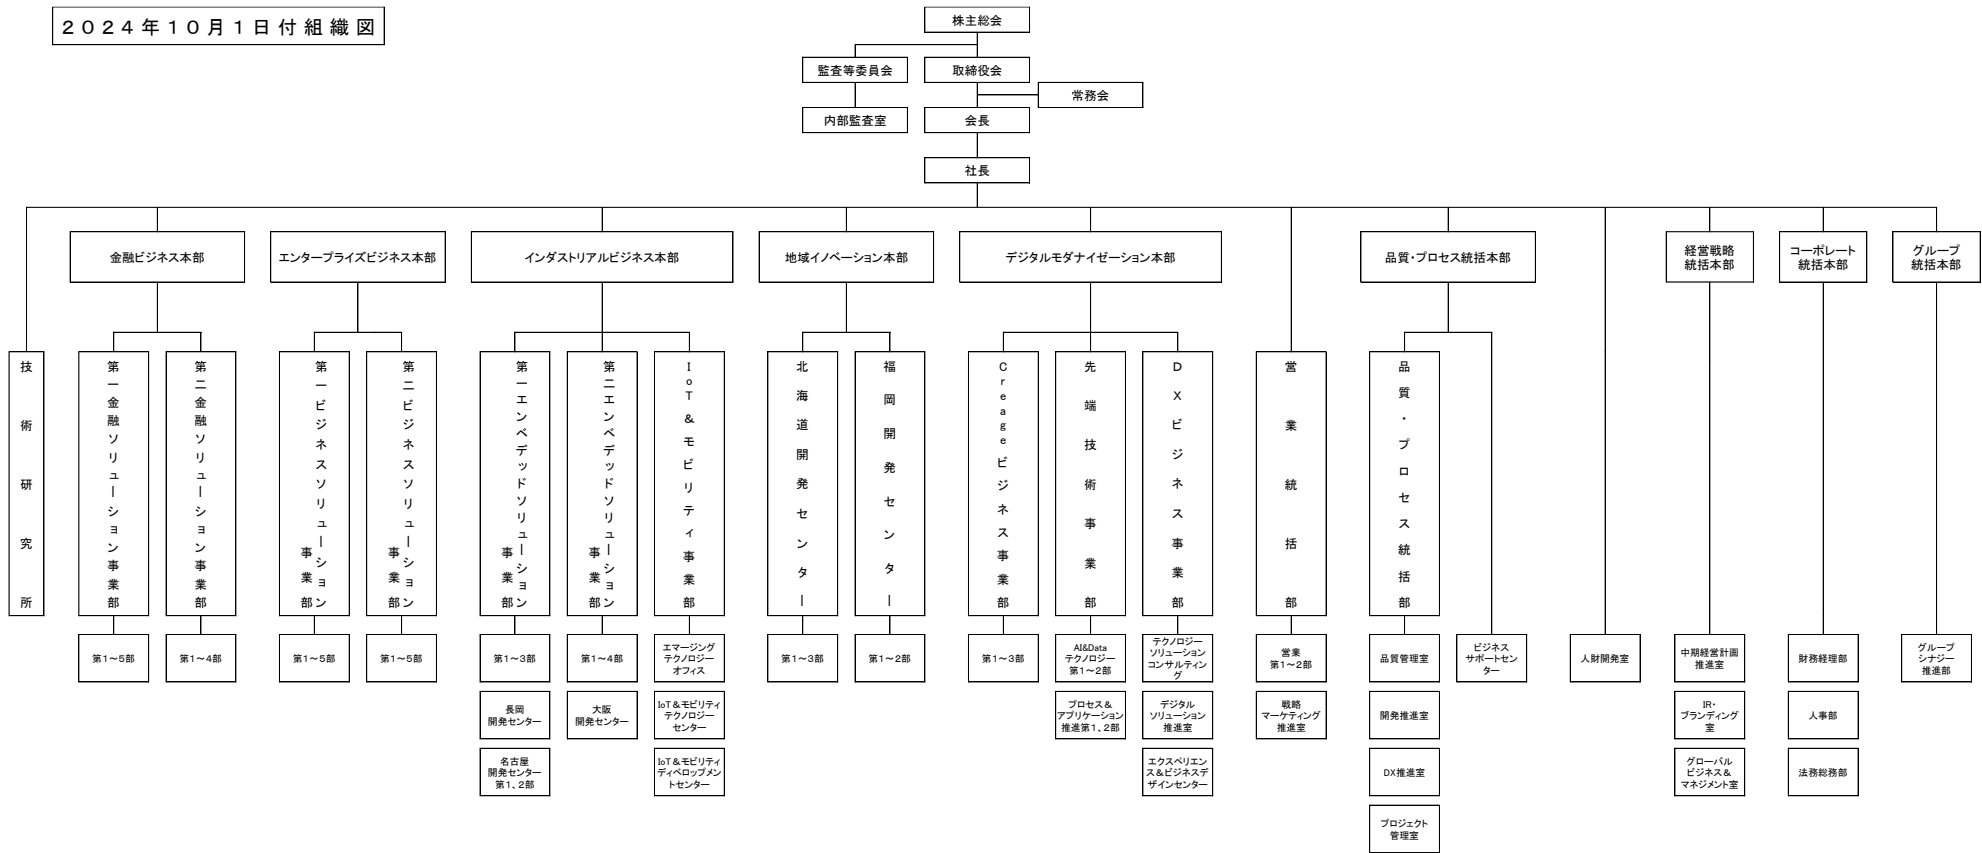 ２０２４年１０月１日付組織図
株主総会
監査等委員会
取締役会
常務会
内部監査室
会長
社長
金融ビジネス本部
エンタープライズビジネス本部
インダストリアルビジネス本部
地域イノベーション本部
デジタルモダナイゼーション本部
品質・プロセス統括本部
経営戦略
統括本部
コーポレート
統括本部
グループ
統括本部
技術研究所
第一金融ソリューション事業部
第二金融ソリューション事業部
第一ビジネスソリューション
事業部
第二ビジネスソリューション
事業部
第一エンベデッドソリューション
事業部
第二エンベデッドソリューション
事業部
IoT＆モビリティ事業部
北海道開発センター
福岡開発センター
Creageビジネス事業部
先端技術事業部
DXビジネス事業部
営業統括部
品質・プロセス統括部
第１～５部
第１～４部
第１～５部
第１～５部
第１～３部
第１～４部
エマージング
テクノロジー
オフィス
第１～３部
第１～２部
第１～３部
AI&Data
テクノロジー
第１～２部
テクノロジー
ソリューション
コンサルティン
グ
営業
第１～２部
品質管理室
ビジネス
サポートセン
ター
人財開発室
中期経営計画
推進室
財務経理部
グループ
シナジー
推進部
長岡
開発センター
大阪
開発センター
IoT＆モビリティ
テクノロジー
センター
プロセス＆
アプリケーション
推進第１、２部
デジタル
ソリューション
推進室
戦略
マーケティング
推進室
開発推進室
IR・
ブランディング
室
人事部
名古屋
開発センター
第１、２部
IoT＆モビリティ
ディベロップメン
トセンター
エクスペリエン
ス＆ビジネスデ
ザインセンター
DX推進室
グローバル
ビジネス＆
マネジメント室
法務総務部
プロジェクト
管理室